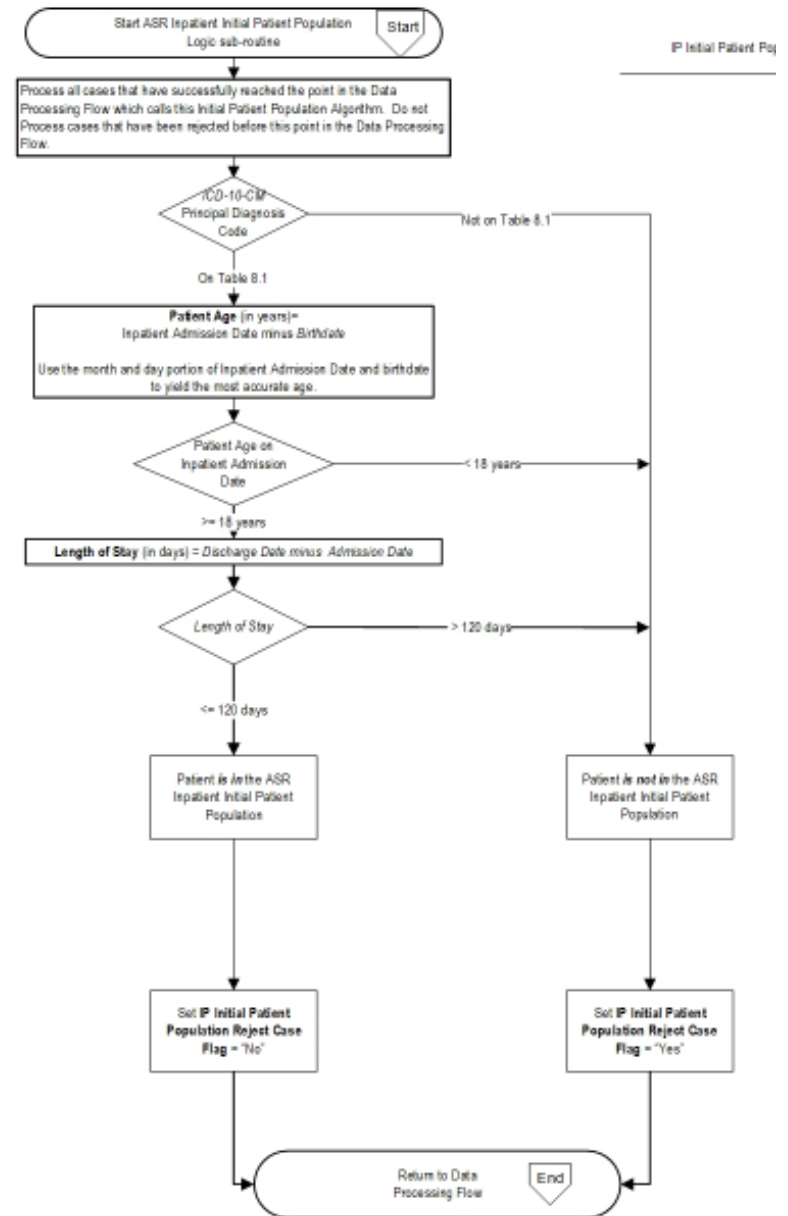 Start ASR Inpatient Initial Patient Population
Logic sub-routine
Start
IP Initial Patient Pop
Process all cases that have successfully reached the point in the Data
Processing Flow which calls this Initial Patient Population Algorithm. Do not
Process cases that have been rejected before this point in the Data Processing
Flow.
ICD-10-CM
Principal Diagnosis
Code
Not on Table 8.1
On Table 8.1
Patient Age (in years)=
Inpatient Admission Date minus Birthdate
Use the month and day portion of Inpatient Admission Date and birthdate
to yield the most accurate age.
Patient Age on
Inpatient Admission
Date
< 18 years
>= 18 years
Length of Stay (in days) = Discharge Date minus Admission Date
Length of Stay
> 120 days
<= 120 days
Patient is in the ASR
Inpatient Initial Patient
Population
Patient is not in the ASR
Inpatient Initial Patient
Population
Set IP Initial Patient
Population Reject Case
Flag = "No"
Set IP Initial Patient
Population Reject Case
Flag = "Yes"
Return to Data
Processing Flow
End